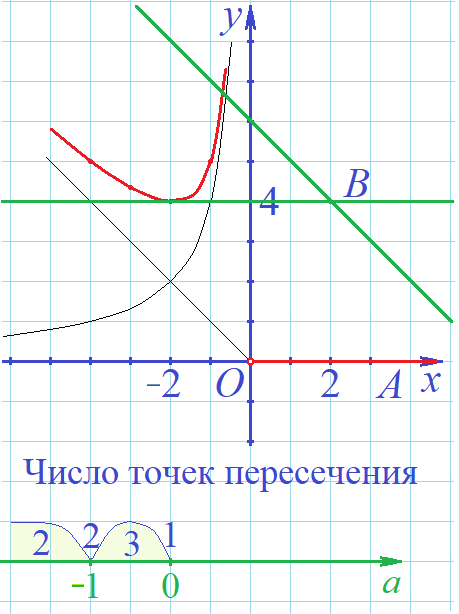 y
B
4
-2 O 2 A x
Число точек пересечения
2 2 3 1
-1 0 a